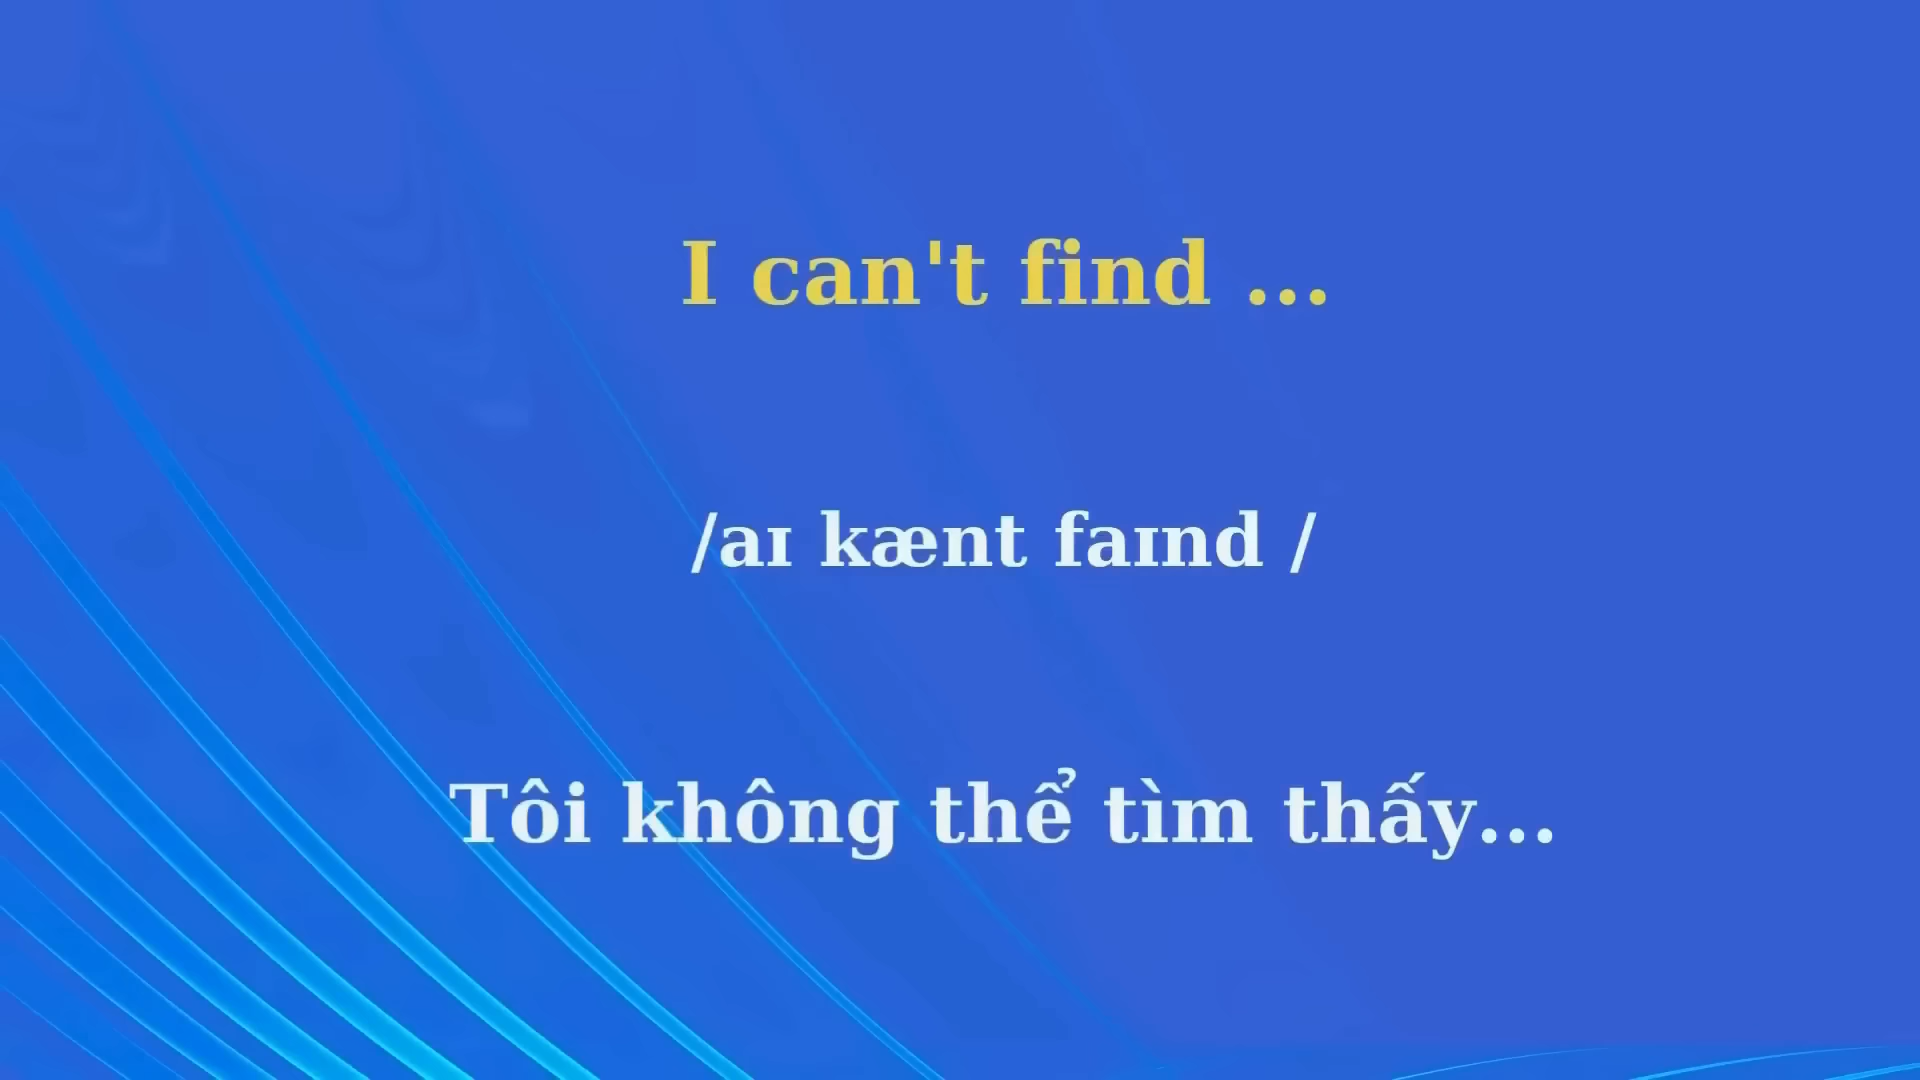 I can't find ...
/aɪ kænt faɪnd /
Tôi không thể tìm thấy...